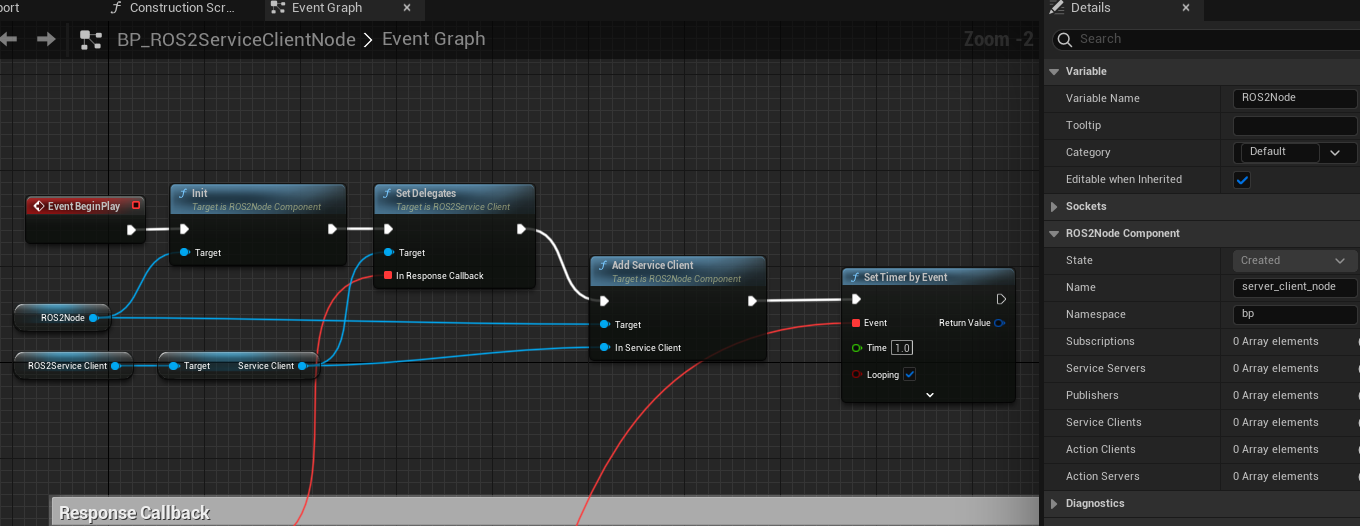 Construction Scr...
Event Graph
Details
BP_ROS2ServiceClientNode > Event Graph
Zoom -2
Search
Variable
Variable Name
ROS2Node
Tooltip
Category
Default
Editable when Inherited
Sockets
ROS2Node Component
State
Created
Name
server_client_node
Namespace
bp
Subscriptions
0 Array elements
Service Servers
0 Array elements
Publishers
0 Array elements
Service Clients
0 Array elements
Action Clients
0 Array elements
Action Servers
0 Array elements
Diagnostics
Event BeginPlay
Init
Target is ROS2Node Component
Target
Set Delegates
Target is ROS2Service Client
Target
In Response Callback
Add Service Client
Target is ROS2Node Component
Target
In Service Client
Set Timer by Event
Event
Return Value
Time 1.0
Looping
ROS2Node
ROS2Service Client
Target
Service Client
Response Callback